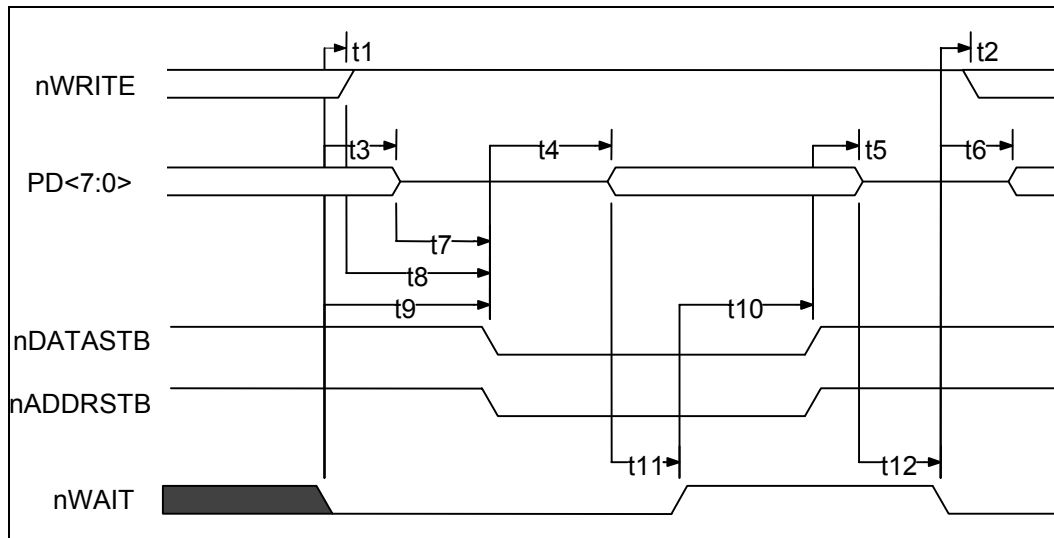 t1 t2
nWRITE
t3 t4 t5 t6
PD<7:0>
t7
t8
t9 t10
nDATASTB
nADDRSTB
t11 t12
nWAIT